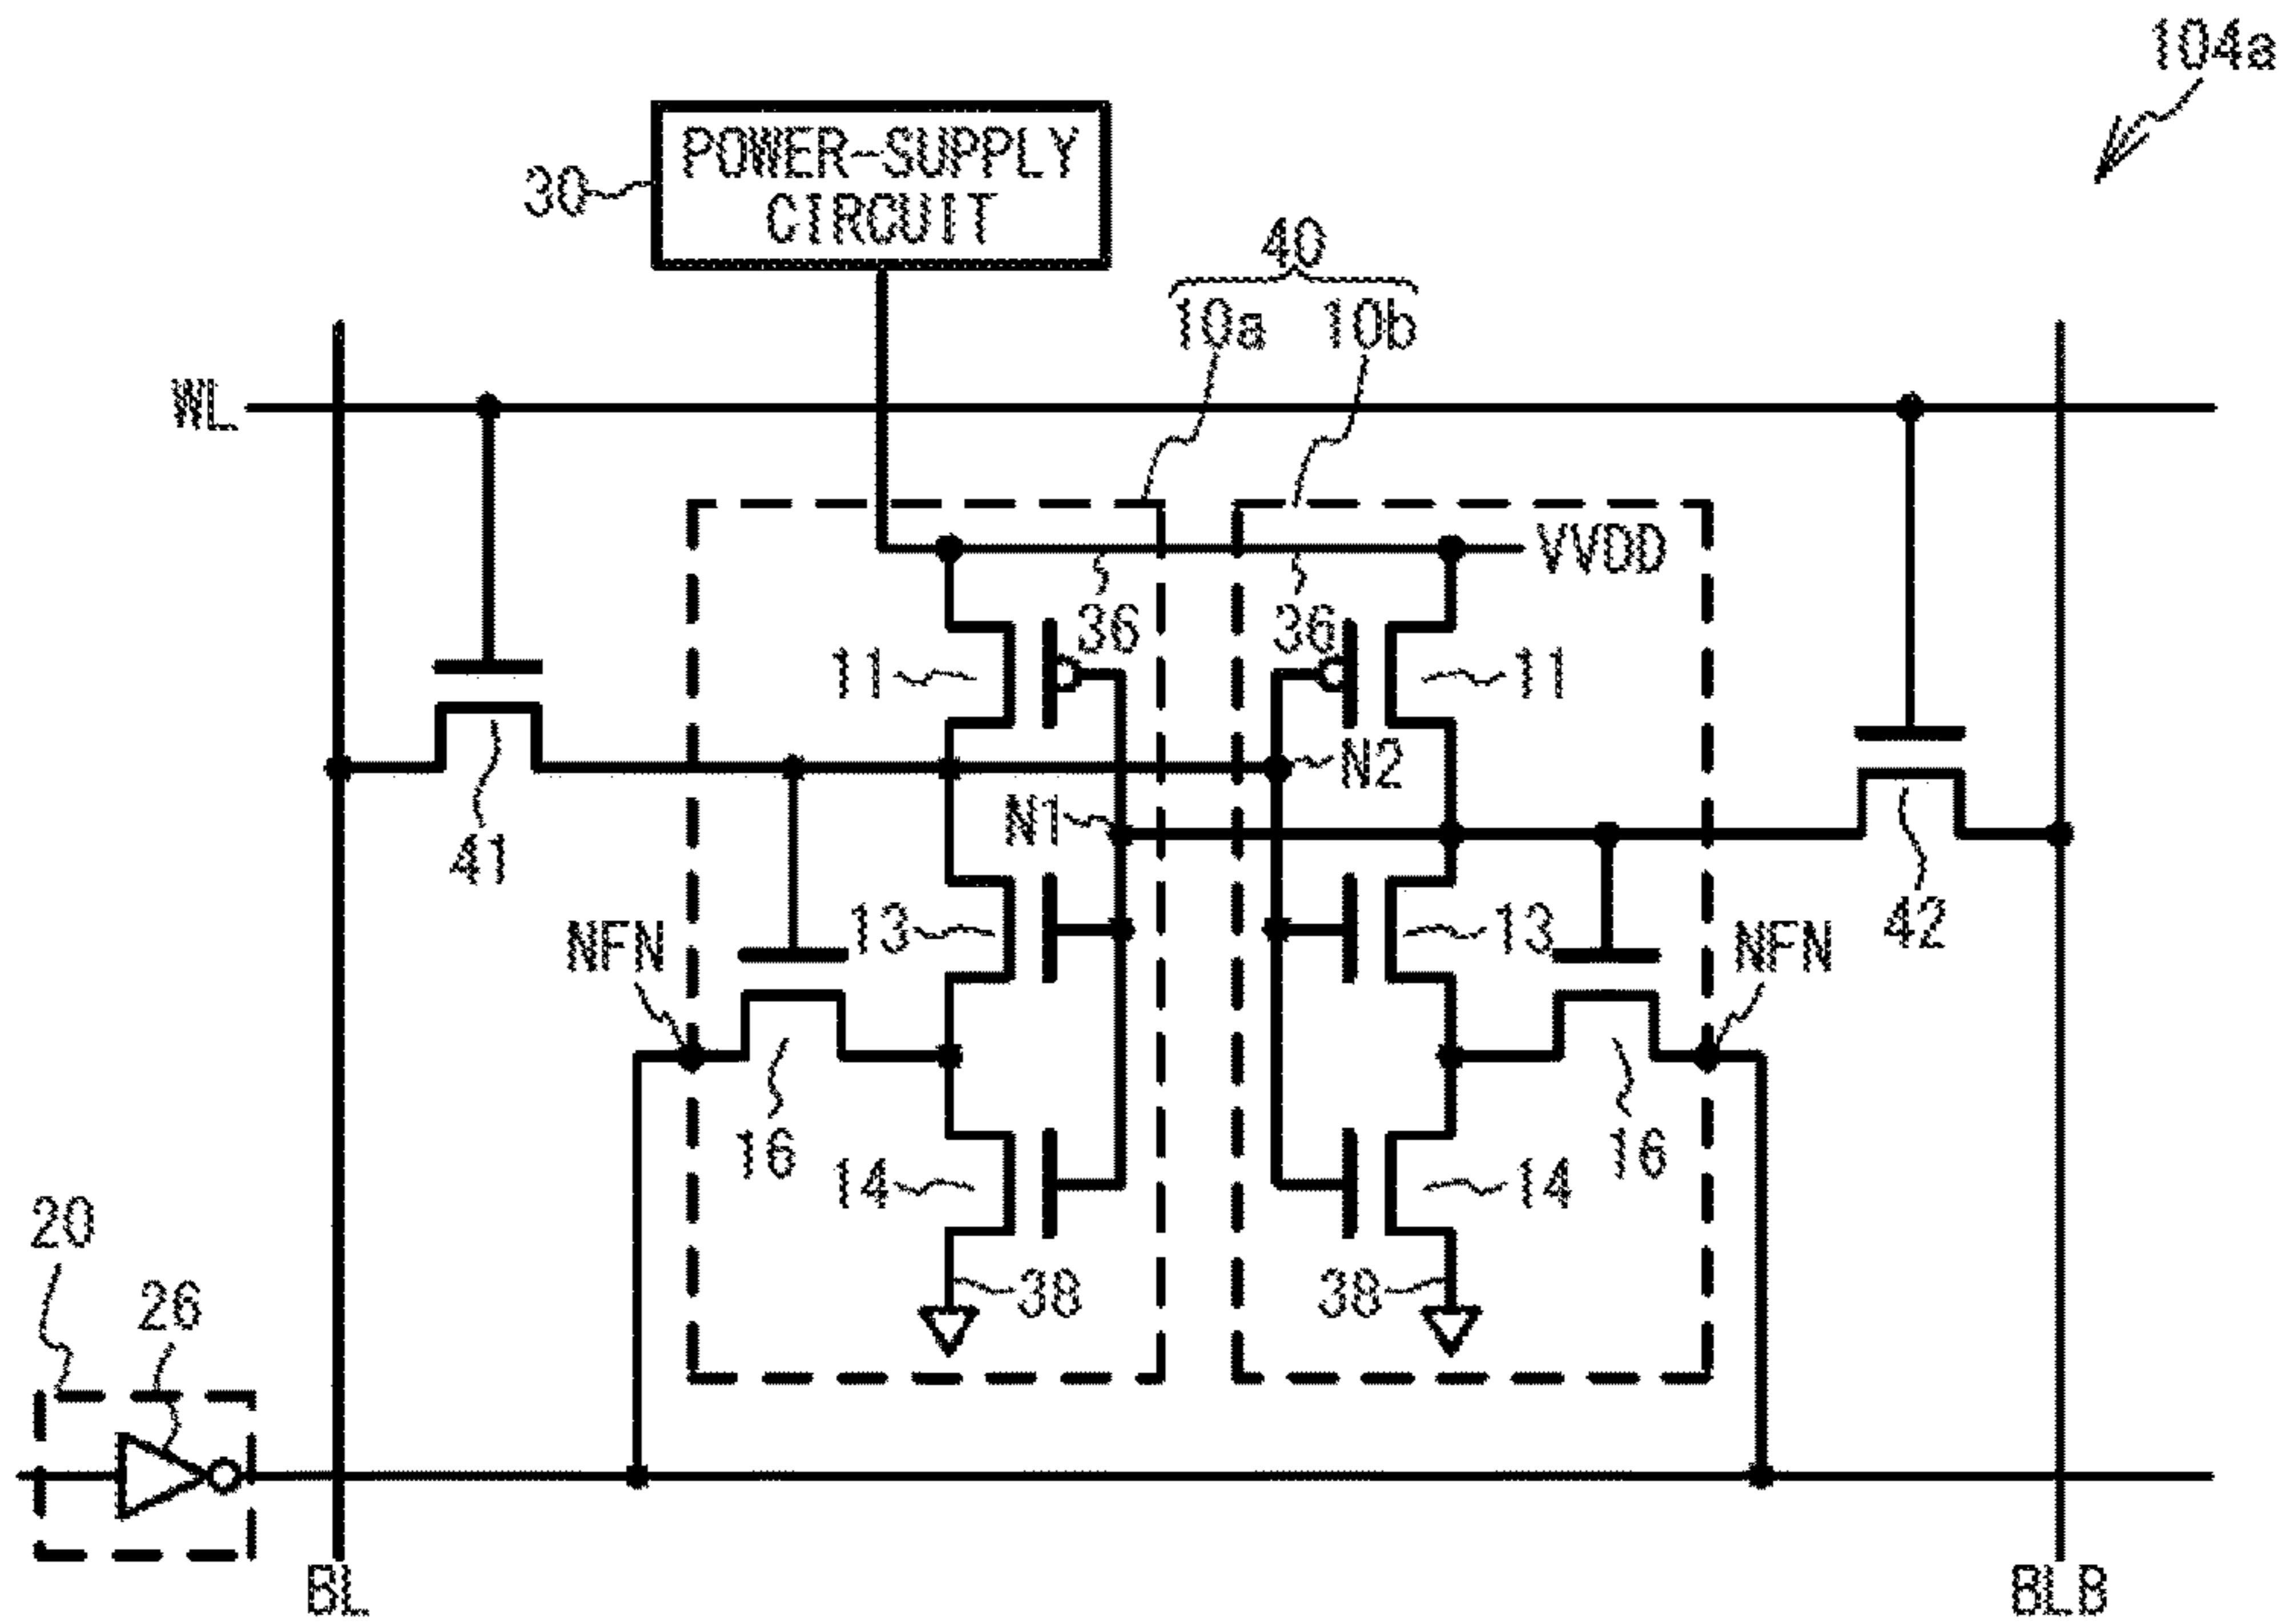 104a
POWER-SUPPLY
CIRCUIT
30
40
10a 10b
WL
VVDD
36 36
11 11
N2
N1
41
42
13 13
NFN NFN
16 16
14 14
20
26
38 38
BL BLB